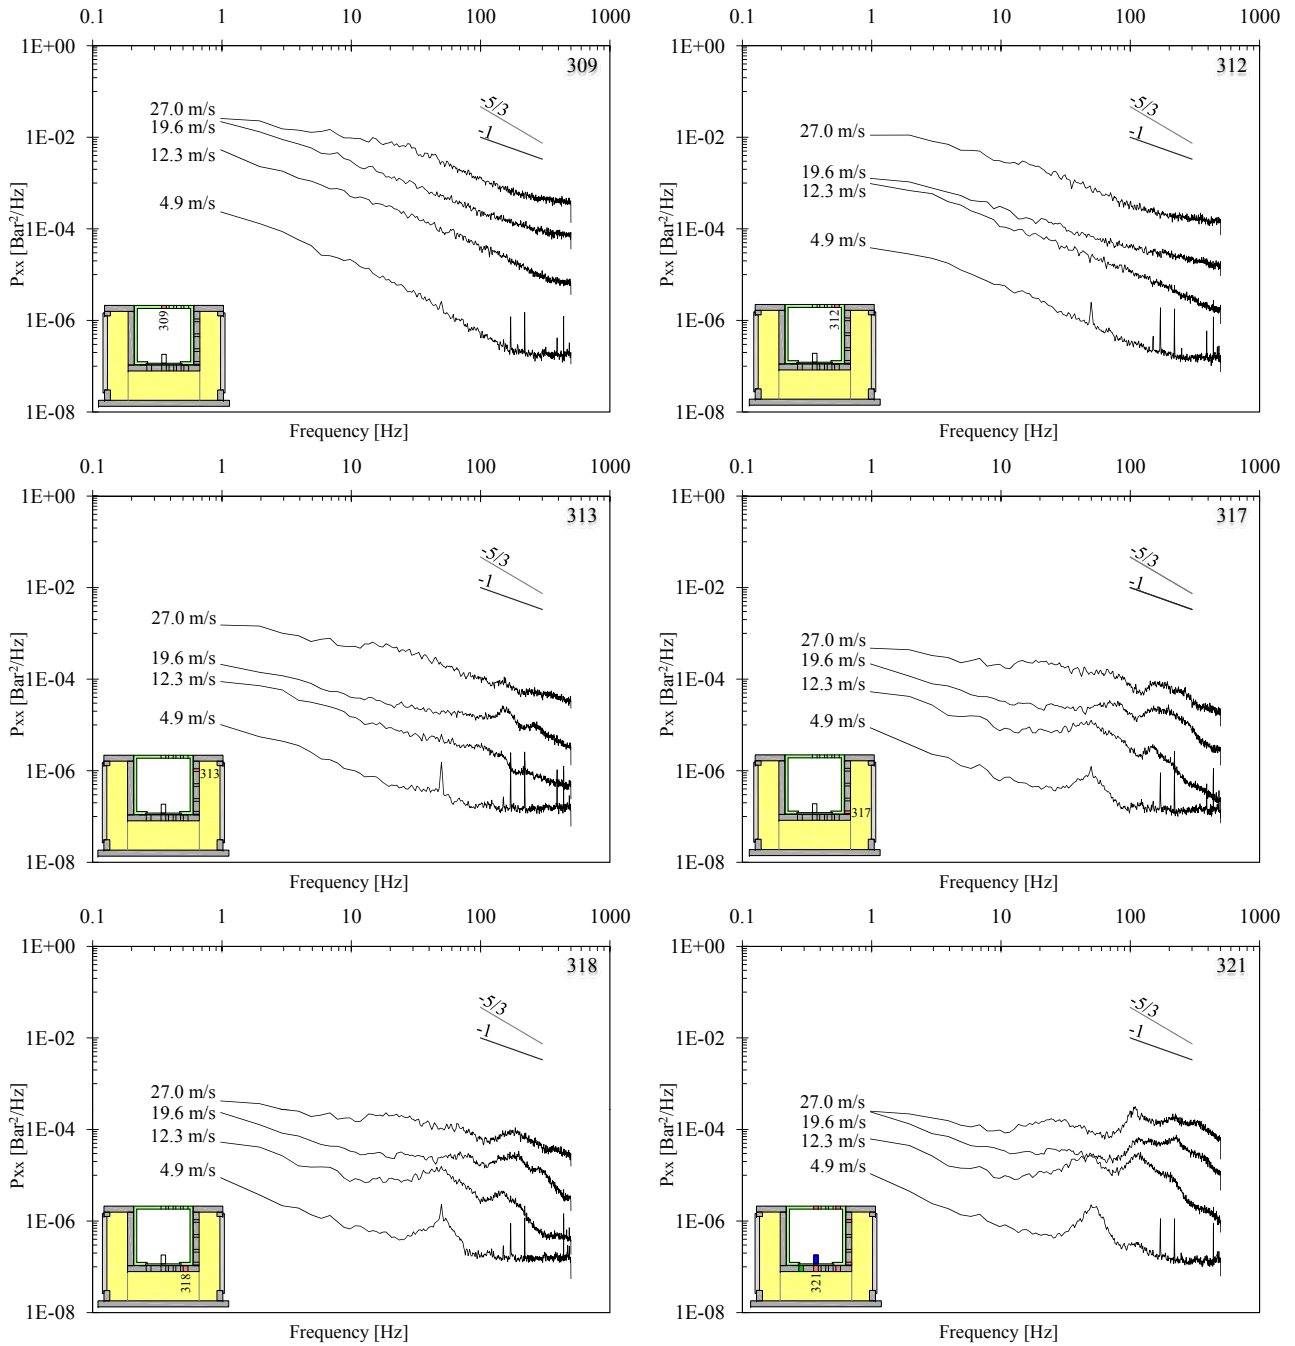 0.1 1 10 100 1000
0.1 1 10 100 1000
1E+00
309
-5/3
-1
27.0 m/s
19.6 m/s
12.3 m/s
4.9 m/s
1E-02
1E-04
1E-06
1E-08
Pxx [Bar²/Hz]
309
Frequency [Hz]
1E+00
312
-5/3
-1
27.0 m/s
19.6 m/s
12.3 m/s
4.9 m/s
1E-02
1E-04
1E-06
1E-08
Pxx [Bar²/Hz]
312
Frequency [Hz]
0.1 1 10 100 1000
0.1 1 10 100 1000
1E+00
313
-5/3
-1
27.0 m/s
19.6 m/s
12.3 m/s
4.9 m/s
1E-02
1E-04
1E-06
1E-08
Pxx [Bar²/Hz]
313
Frequency [Hz]
1E+00
317
-5/3
-1
27.0 m/s
19.6 m/s
12.3 m/s
4.9 m/s
1E-02
1E-04
1E-06
1E-08
Pxx [Bar²/Hz]
317
Frequency [Hz]
0.1 1 10 100 1000
0.1 1 10 100 1000
1E+00
318
-5/3
-1
27.0 m/s
19.6 m/s
12.3 m/s
4.9 m/s
1E-02
1E-04
1E-06
1E-08
Pxx [Bar²/Hz]
318
Frequency [Hz]
1E+00
321
-5/3
-1
27.0 m/s
19.6 m/s
12.3 m/s
4.9 m/s
1E-02
1E-04
1E-06
1E-08
Pxx [Bar²/Hz]
321
Frequency [Hz]